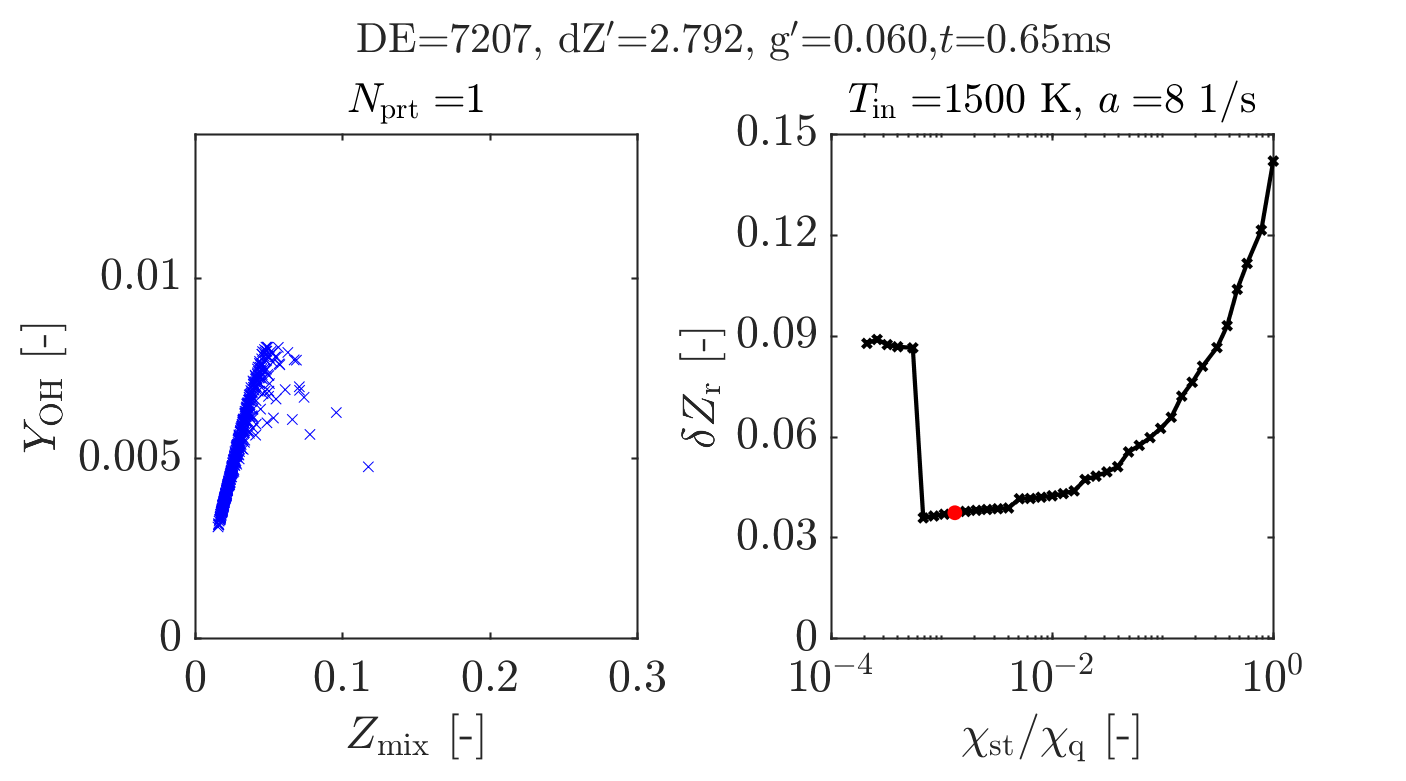 DE=7207, dZ′=2.792, g′=0.060,t=0.65ms
N_prt =1
Y_OH [-]
0.01
0.005
0
0 0.1 0.2 0.3
Z_mix [-]
T_in =1500 K, a =8 1/s
δZ_r [-]
0.15
0.12
0.09
0.06
0.03
0
10^−4 10^−2 10^0
χ_st/χ_q [-]